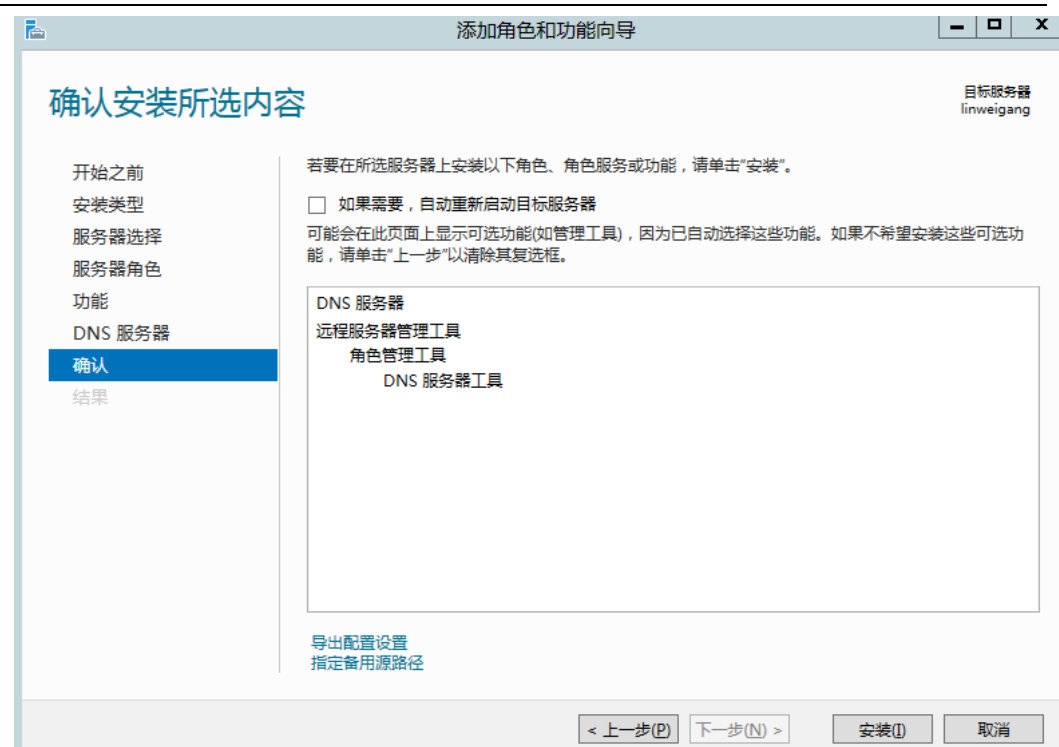 添加角色和功能向导
确认安装所选内容
目标服务器
linweigang
开始之前
安装类型
服务器选择
服务器角色
功能
DNS 服务器
确认
结果
若要在所选服务器上安装以下角色、角色服务或功能，请单击"安装"。
如果需要，自动重新启动目标服务器
可能会在此页面上显示可选功能(如管理工具)，因为已自动选择这些功能。如果不希望安装这些可选功
能，请单击"上一步"以清除其复选框。
DNS 服务器
远程服务器管理工具
角色管理工具
DNS 服务器工具
导出配置设置
指定备用源路径
< 上一步(P)
下一步(N) >
安装(I)
取消